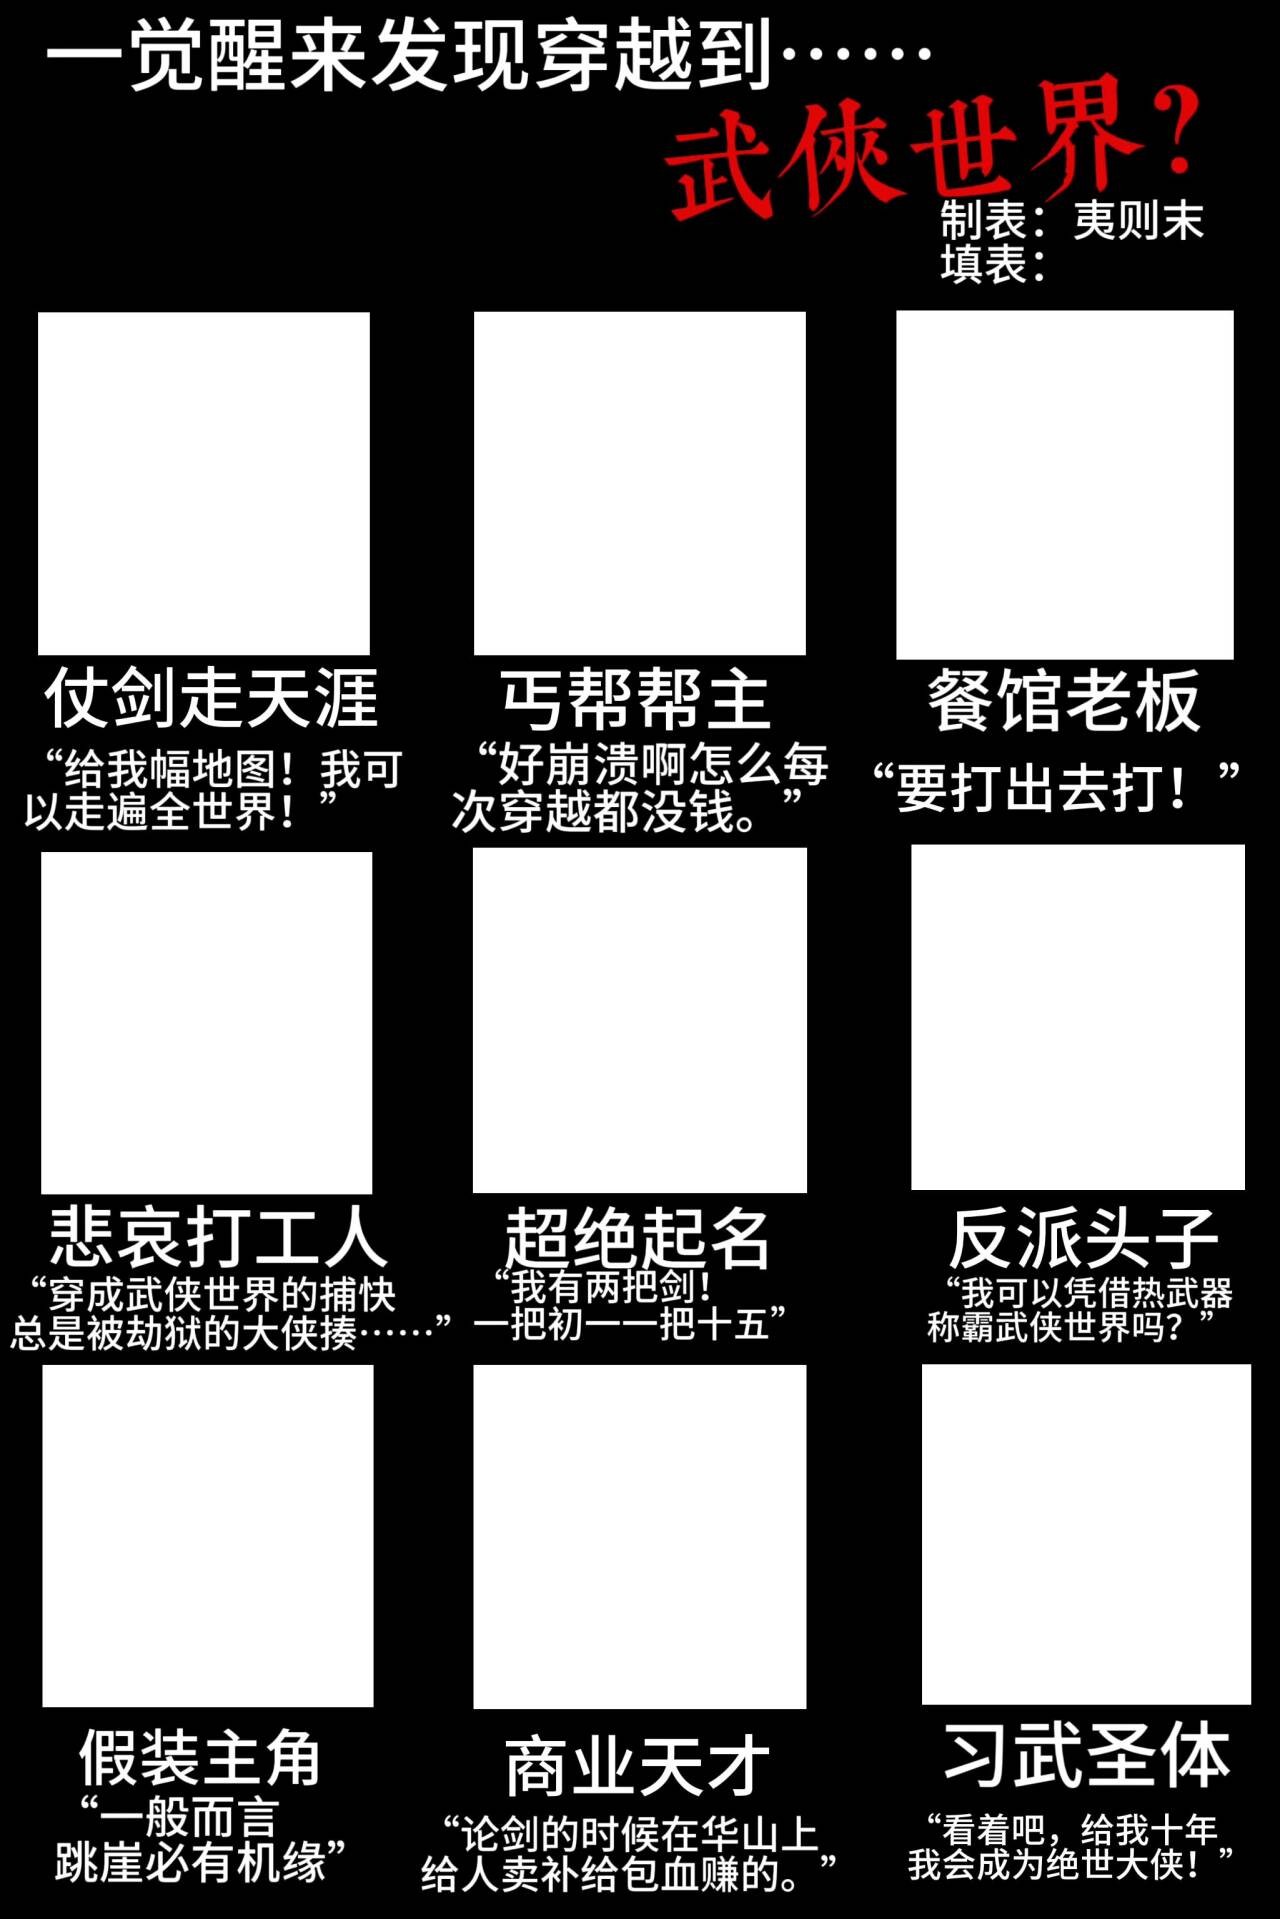 一觉醒来发现穿越到······
武俠世界?
制表：夷则末
填表：
仗剑走天涯
“给我幅地图！我可
以走遍全世界！”
丐帮帮主
“好崩溃啊怎么每
次穿越都没钱。”
餐馆老板
“要打出去打！”
悲哀打工人
“穿成武侠世界的捕快
总是被劫狱的大侠揍······”
超绝起名
“我有两把剑！
一把初一一把十五”
反派头子
“我可以凭借热武器
称霸武侠世界吗？”
假装主角
“一般而言
跳崖必有机缘”
商业天才
“论剑的时候在华山上
给人卖补给包血赚的。”
习武圣体
“看着吧，给我十年
我会成为绝世大侠！”